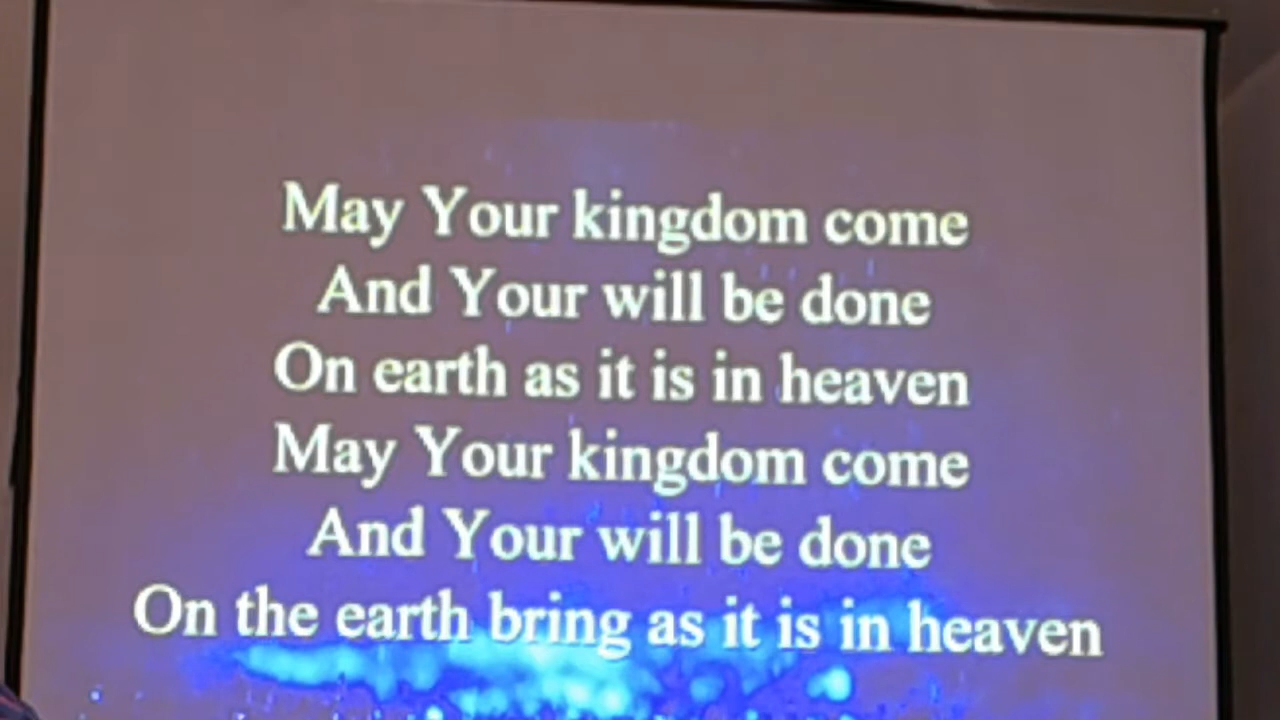 May Your kingdom come
And Your will be done
On earth as it is in heaven
May Your kingdom come
And Your will be done
On the earth bring as it is in heaven